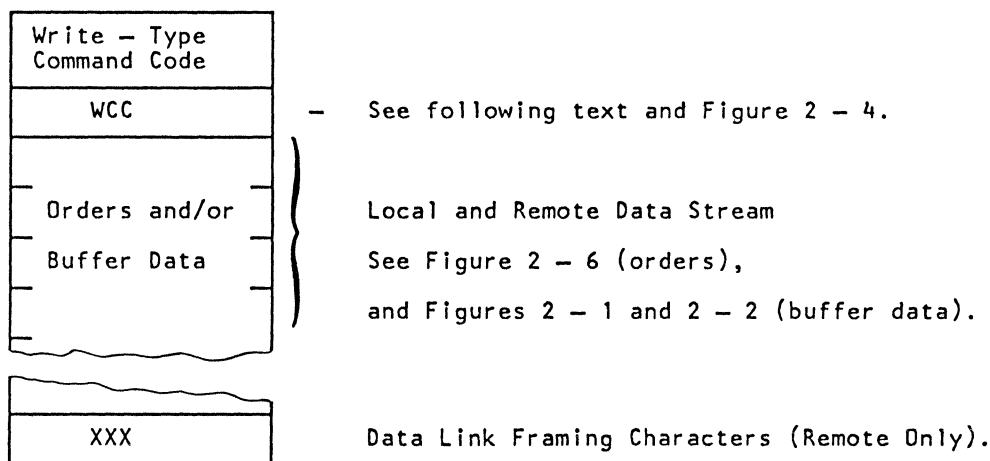 Write – Type
Command Code
WCC – See following text and Figure 2 – 4.
Orders and/or Local and Remote Data Stream
Buffer Data See Figure 2 – 6 (orders),
and Figures 2 – 1 and 2 – 2 (buffer data).
XXX Data Link Framing Characters (Remote Only).